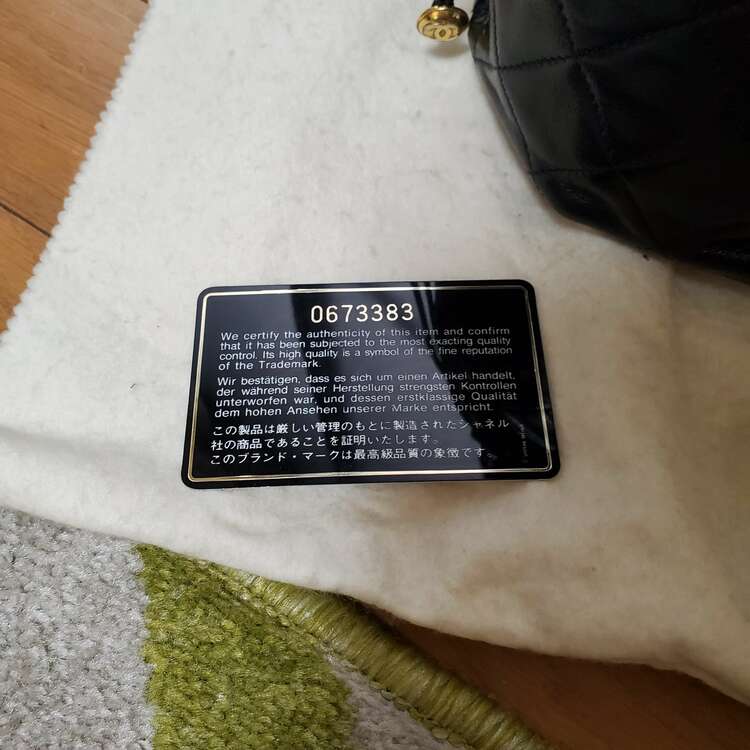 0673383
We certify the authenticity of this item and confirm
that it has been subjected to the most exacting quality
control. Its high quality is a symbol of the fine reputation
of the Trademark.
Wir bestätigen, dass es sich um einen Artikel handelt,
der während seiner Herstellung strengsten Kontrollen
unterworfen war, und dessen erstklassige Qualität
dem hohen Ansehen unserer Marke entspricht.
この製品は厳しい管理のもとに製造されたシャネル
社の商品であることを証明いたします。
このブランド・マークは最高級品質の象徴です。